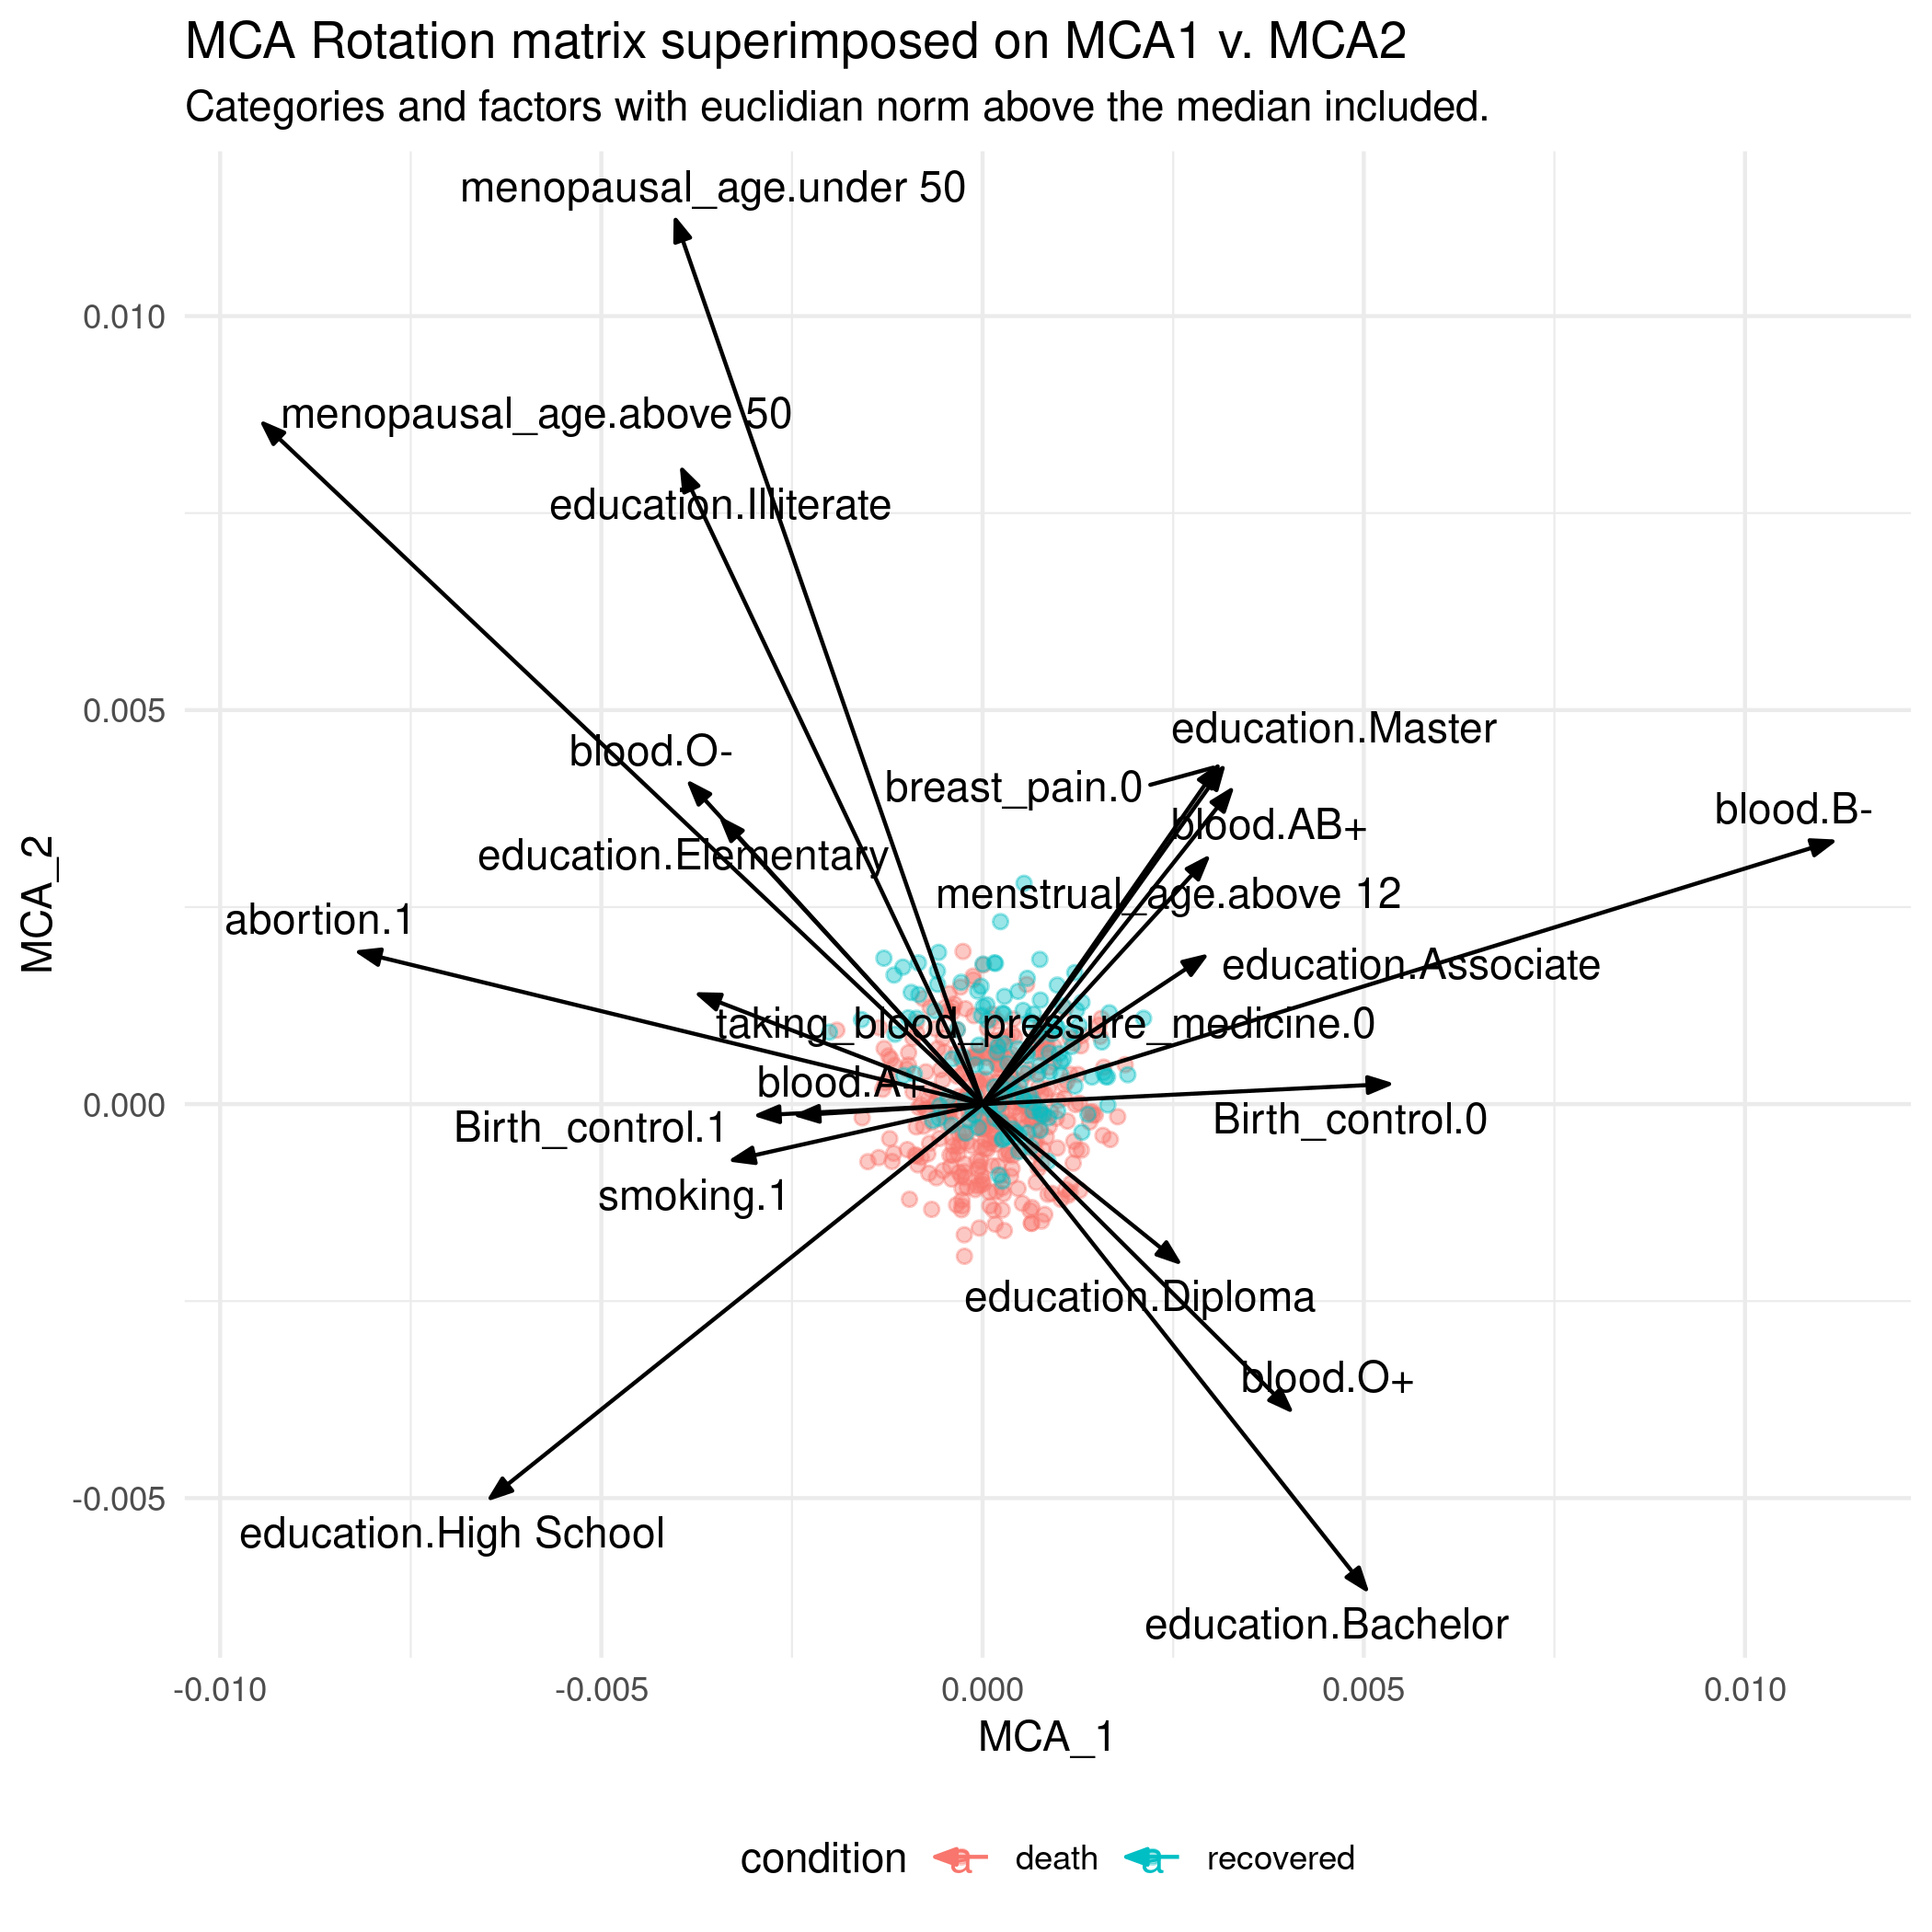 MCA Rotation matrix superimposed on MCA1 v. MCA2
Categories and factors with euclidian norm above the median included.
menopausal_age.under 50
0.010
menopausal_age.above 50
education.Illiterate
0.005
education.Master
blood.O-
breast_pain.0
blood.B-
blood.AB+
education.Elementary
menstrual_age.above 12
MCA_2
abortion.1
education.Associate
taking_blood_pressure_medicine.0
blood.A+
0.000
Birth_control.1
Birth_control.0
smoking.1
education.Diploma
blood.O+
-0.005
education.High School
education.Bachelor
-0.010 -0.005 0.000 0.005 0.010
MCA_1
condition a death a recovered